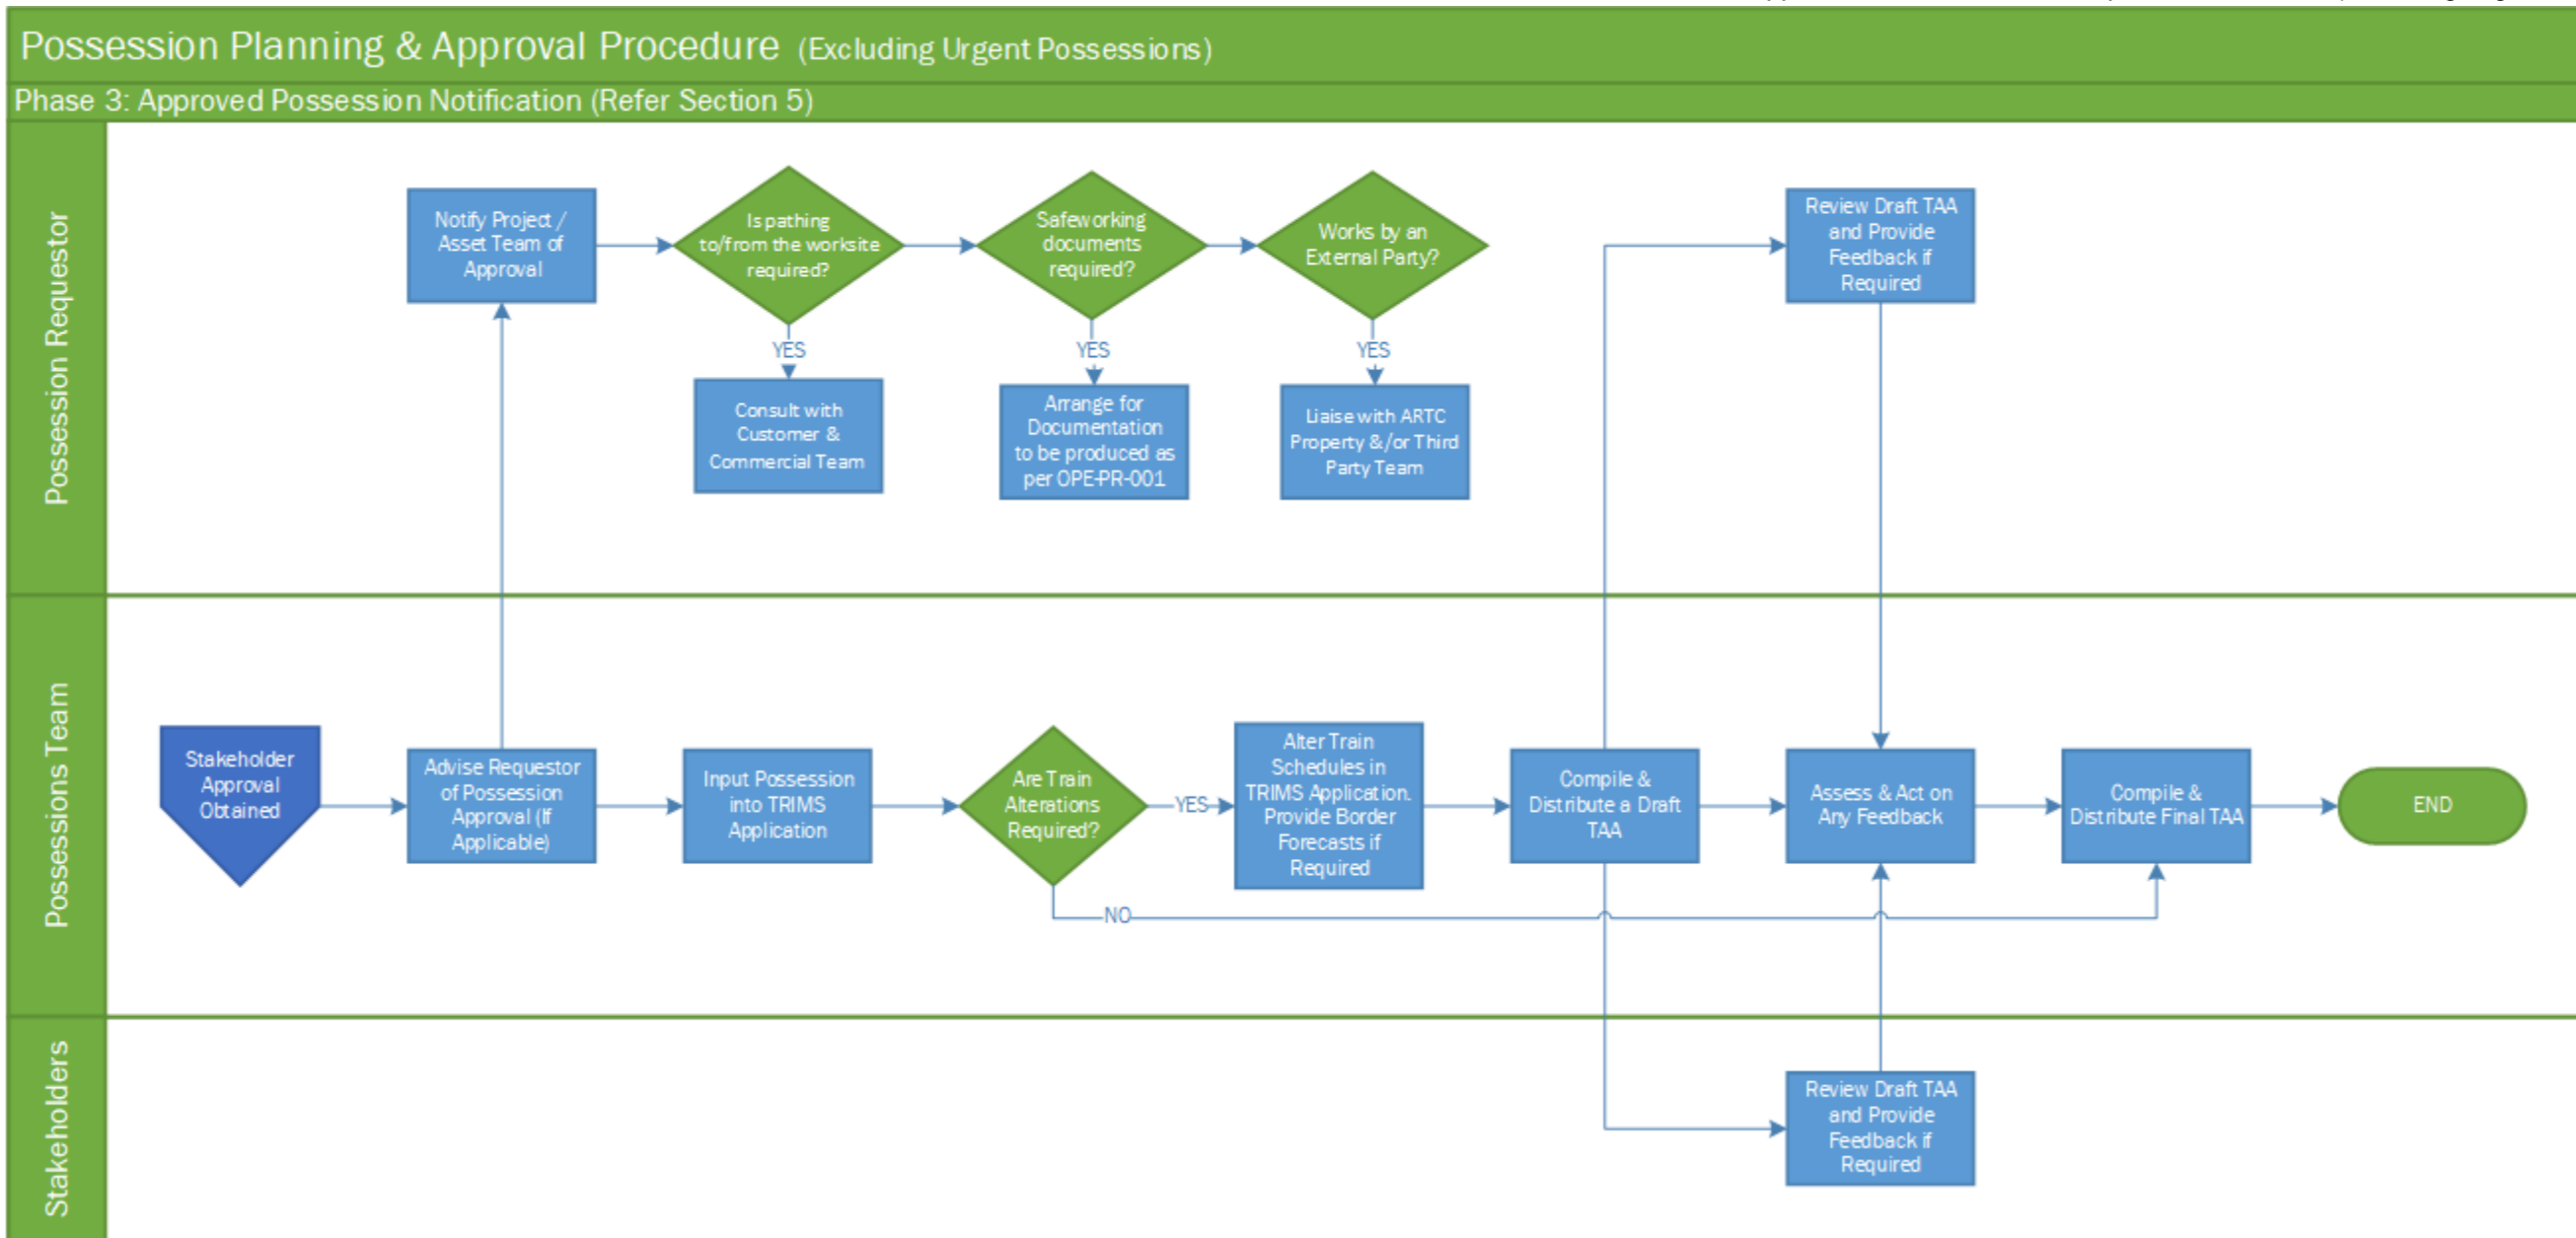 Possession Planning & Approval Procedure (Excluding Urgent Possessions)
Phase 3: Approved Possession Notification (Refer Section 5)
Possession Requestor
Notify Project /
Asset Team of
Approval
Is pathing
to/from the worksite
required?
Safeworking
documents
required?
Works by an
External Party?
Review Draft TAA
and Provide
Feedback if
Required
YES
YES
YES
Consult with
Customer &
Commercial Team
Arrange for
Documentation
to be produced as
per OPE-PR-001
Liaise with ARTC
Property &/or Third
Party Team
Possessions Team
Stakeholder
Approval
Obtained
Advise Requestor
of Possession
Approval (If
Applicable)
Input Possession
into TRIMS
Application
Are Train
Alterations
Required?
YES
Alter Train
Schedules in
TRIMS Application.
Provide Border
Forecasts if
Required
Compile &
Distribute a Draft
TAA
Assess & Act on
Any Feedback
Compile &
Distribute Final TAA
END
NO
Stakeholders
Review Draft TAA
and Provide
Feedback if
Required